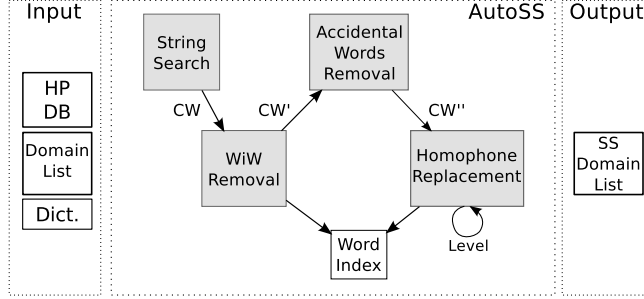 Input
AutoSS
Output
String
Search
Accidental
Words
Removal
HP
DB
CW
CW'
CW''
Domain
List
WiW
Removal
Homophone
Replacement
SS
Domain
List
Dict.
Word
Index
Level